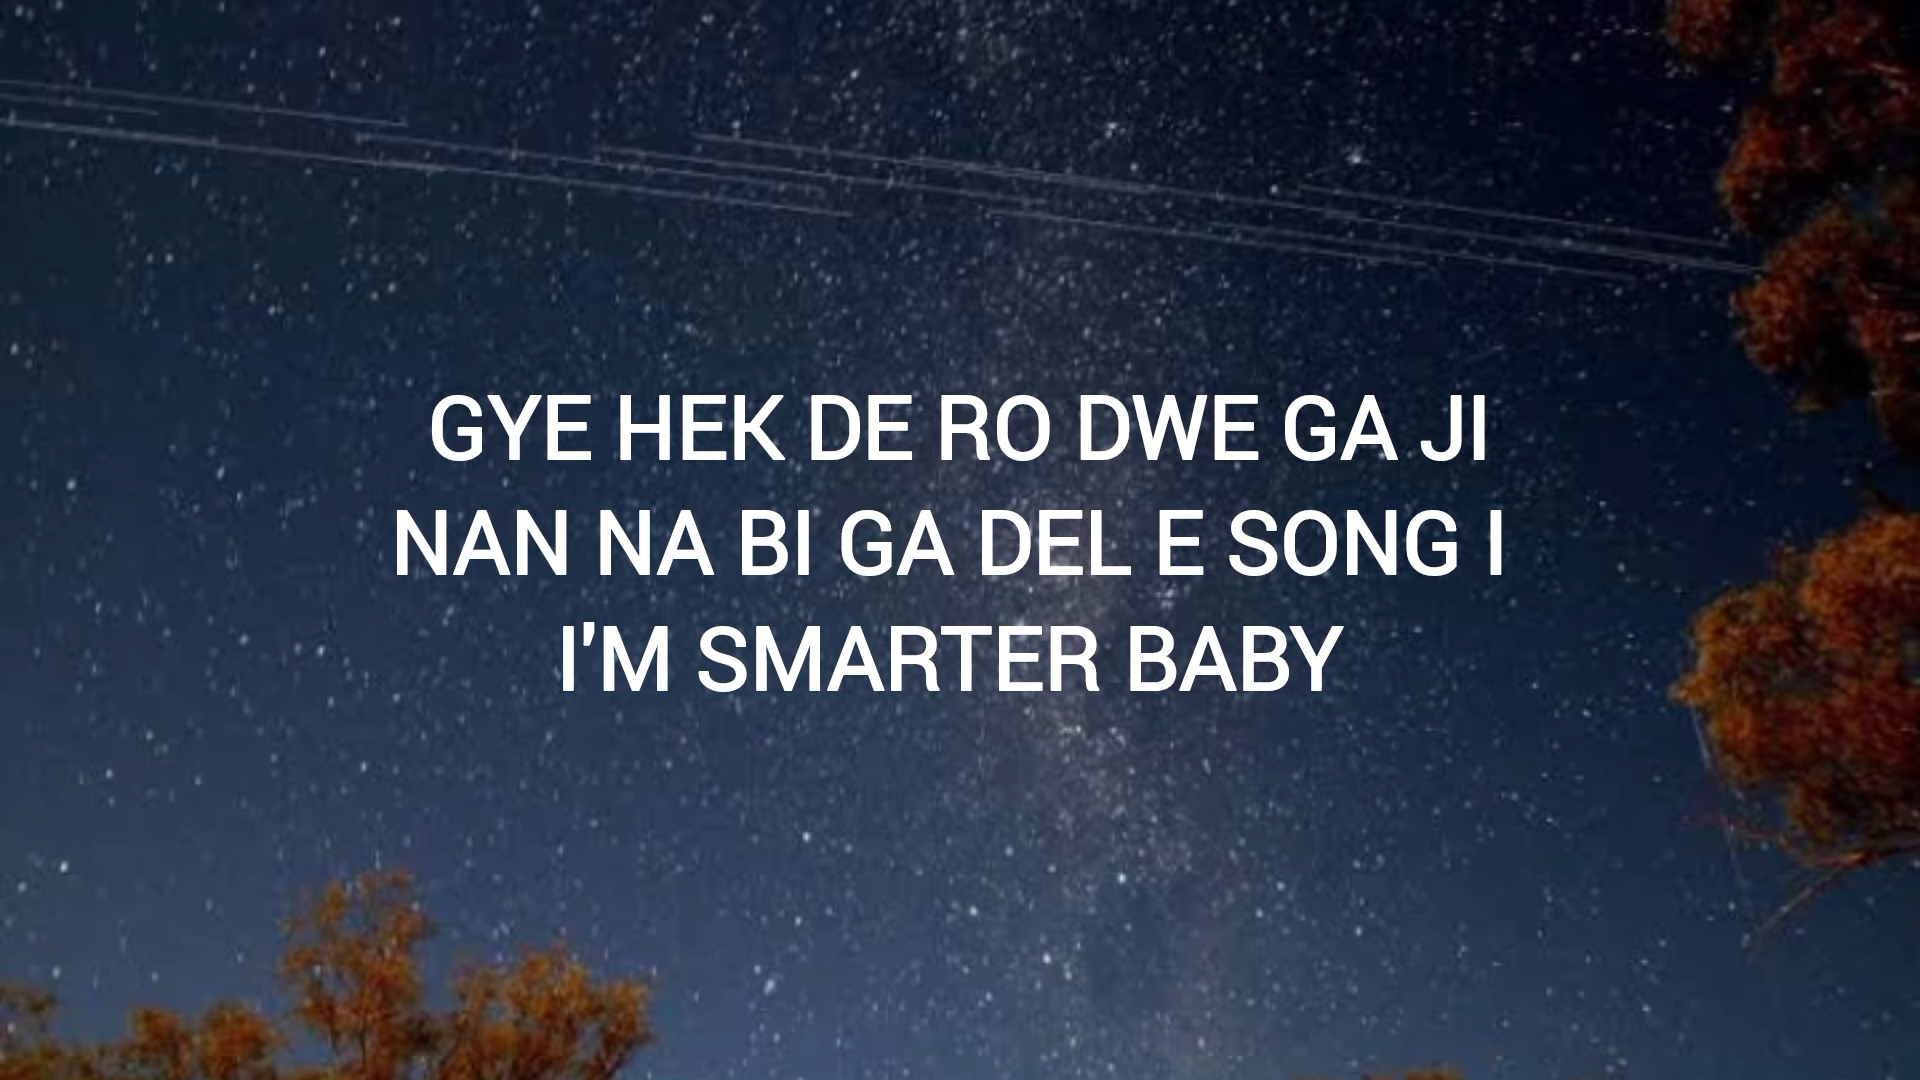 GYE HEK DE RO DWE GA JI
NAN NA BI GA DEL E SONG I
I'M SMARTER BABY